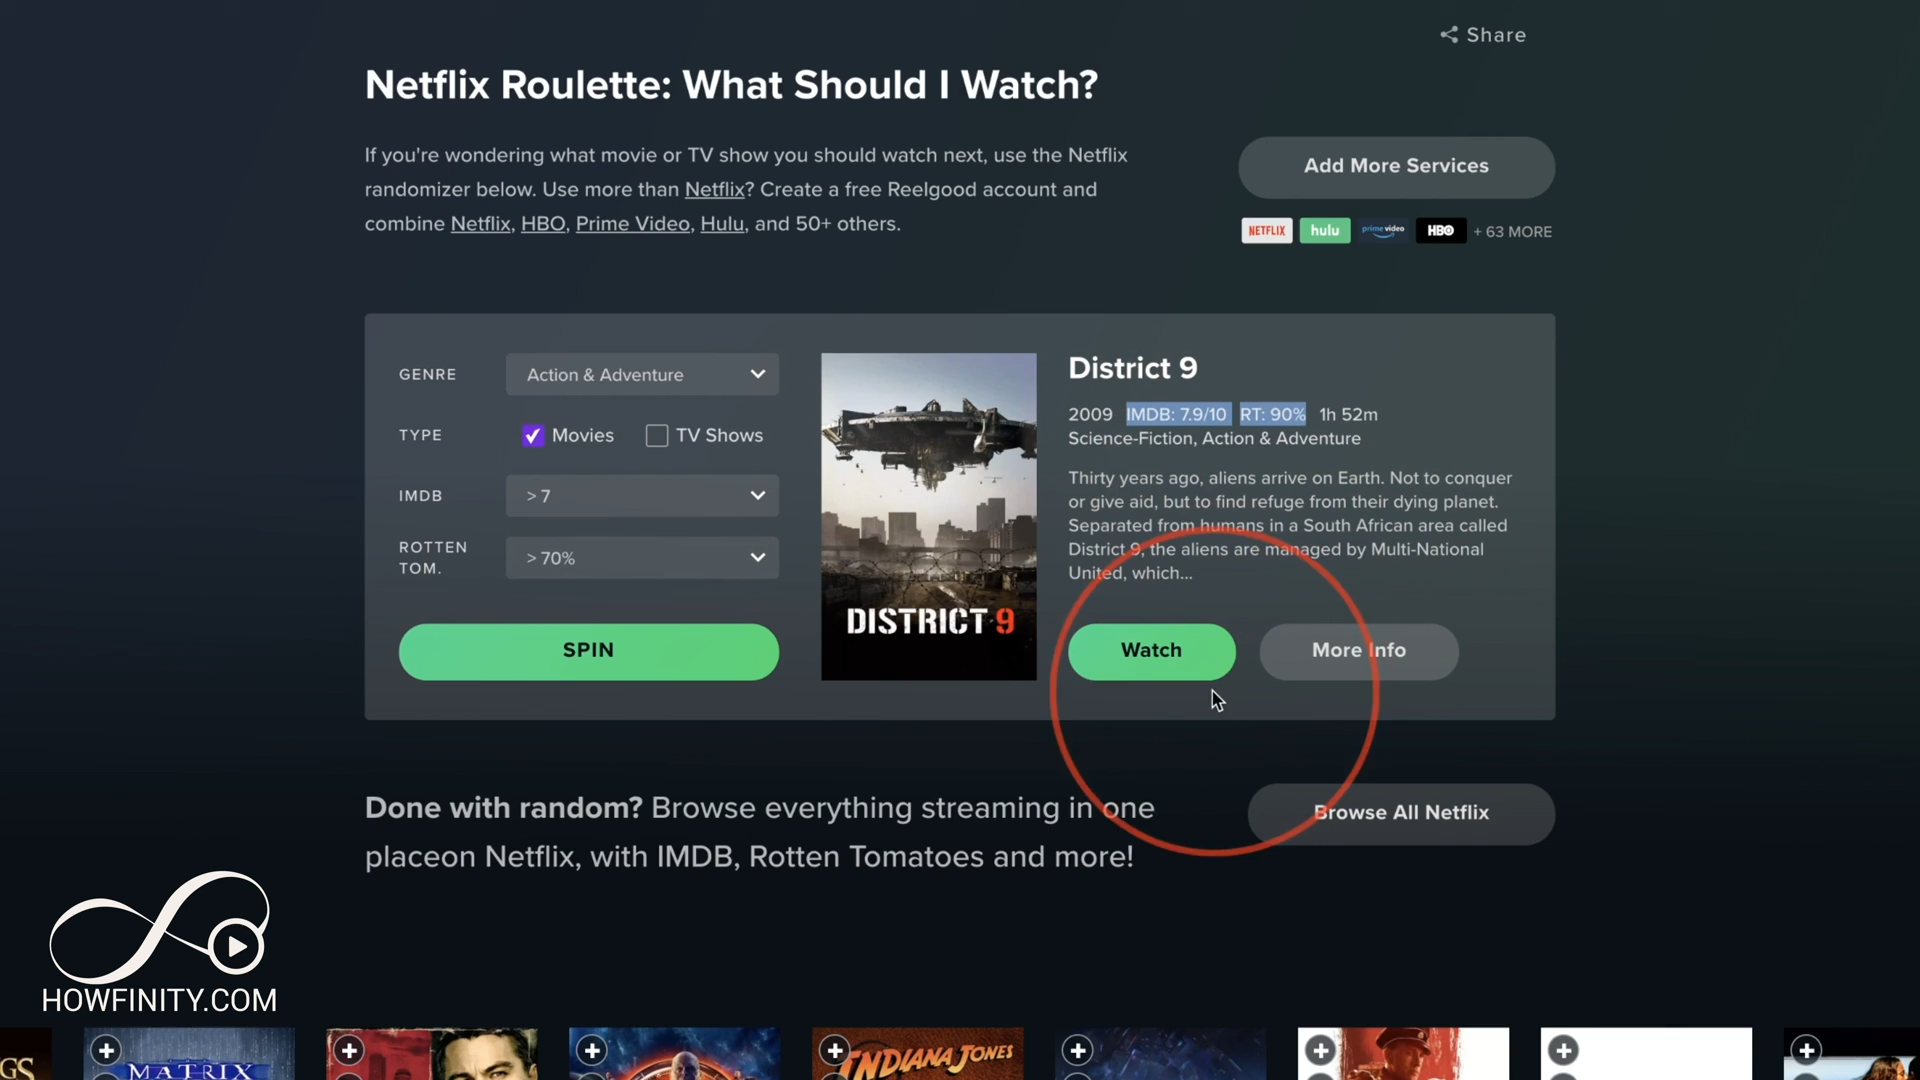 Share
Netflix Roulette: What Should I Watch?
If you're wondering what movie or TV show you should watch next, use the Netflix
randomizer below. Use more than Netflix? Create a free Reelgood account and
combine Netflix, HBO, Prime Video, Hulu, and 50+ others.
Add More Services
NETFLIX hulu prime video HBO + 63 MORE
GENRE Action & Adventure
TYPE Movies TV Shows
IMDB > 7
ROTTEN
TOM. > 70%
SPIN
DISTRICT 9
District 9
2009 IMDB: 7.9/10 RT: 90% 1h 52m
Science-Fiction, Action & Adventure
Thirty years ago, aliens arrive on Earth. Not to conquer
or give aid, but to find refuge from their dying planet.
Separated from humans in a South African area called
District 9, the aliens are managed by Multi-National
United, which...
Watch More Info
Done with random? Browse everything streaming in one
placeon Netflix, with IMDB, Rotten Tomatoes and more!
Browse All Netflix
HOWFINITY.COM
GS
MATRIX
INDIANA JONES